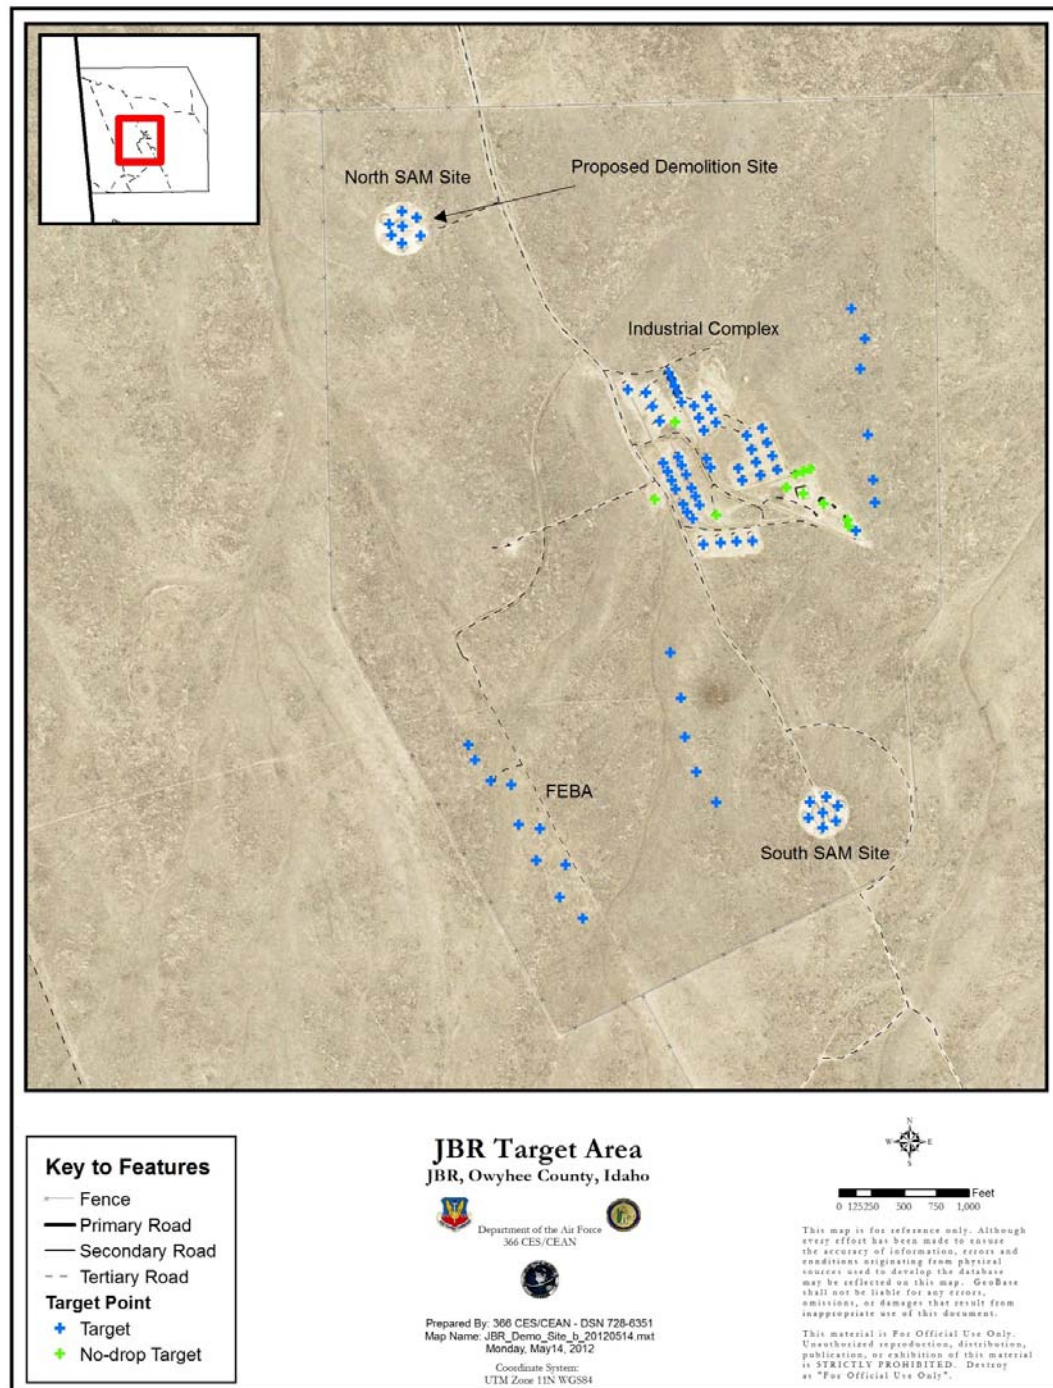 North SAM Site
Proposed Demolition Site
Industrial Complex
FEBA
South SAM Site
Key to Features
Fence
Primary Road
Secondary Road
Tertiary Road
Target Point
Target
No-drop Target
JBR Target Area
JBR, Owyhee County, Idaho
Department of the Air Force
366 CES/CEAN
Prepared By: 366 CES/CEAN - DSN 728-6351
Map Name: JBR_Demo_Site_b_20120514.mxt
Monday, May14, 2012
Coordinate System:
UTM Zone 11N WGS84
N
W E
S
Feet
0 125250 500 750 1,000
This map is for reference only. Although
every effort has been made to ensure
the accuracy of information, errors and
conditions originating from physical
sources used to develop the database
may be reflected on this map. GeoBase
shall not be liable for any errors,
omissions, or damages that result from
inappropriate use of this document.
This material is For Official Use Only.
Unauthorized reproduction, distribution,
publication, or exhibition of this material
is STRICTLY PROHIBITED. Destroy
as "For Official Use Only".